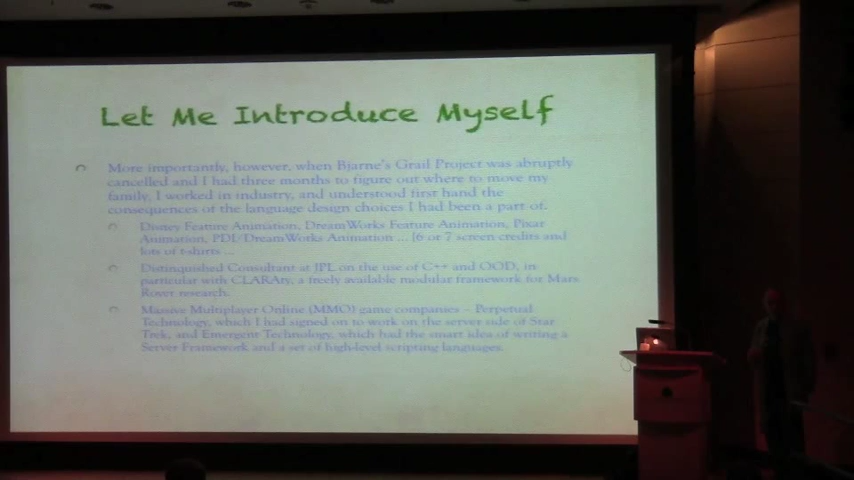 Let Me Introduce Myself
More importantly, however, when Bjarne's Grail Project was abruptly
cancelled and I had three months to figure out where to move my
family, I worked in industry, and understood first hand the
consequences of the language design choices I had been a part of.
Disney Feature Animation, DreamWorks Feature Animation, Pixar
Animation, PDI/DreamWorks Animation ... [6 or 7 screen credits and
lots of t-shirts ...
Distinguished Consultant at JPL on the use of C++ and OOD, in
particular with CLARAty, a freely available modular framework for Mars
Rover research.
Massive Multiplayer Online (MMO) game companies – Perpetual
Technology, which I had signed on to work on the server side of Star
Trek, and Emergent Technology, which had the smart idea of writing a
Server Framework and a set of high-level scripting languages.